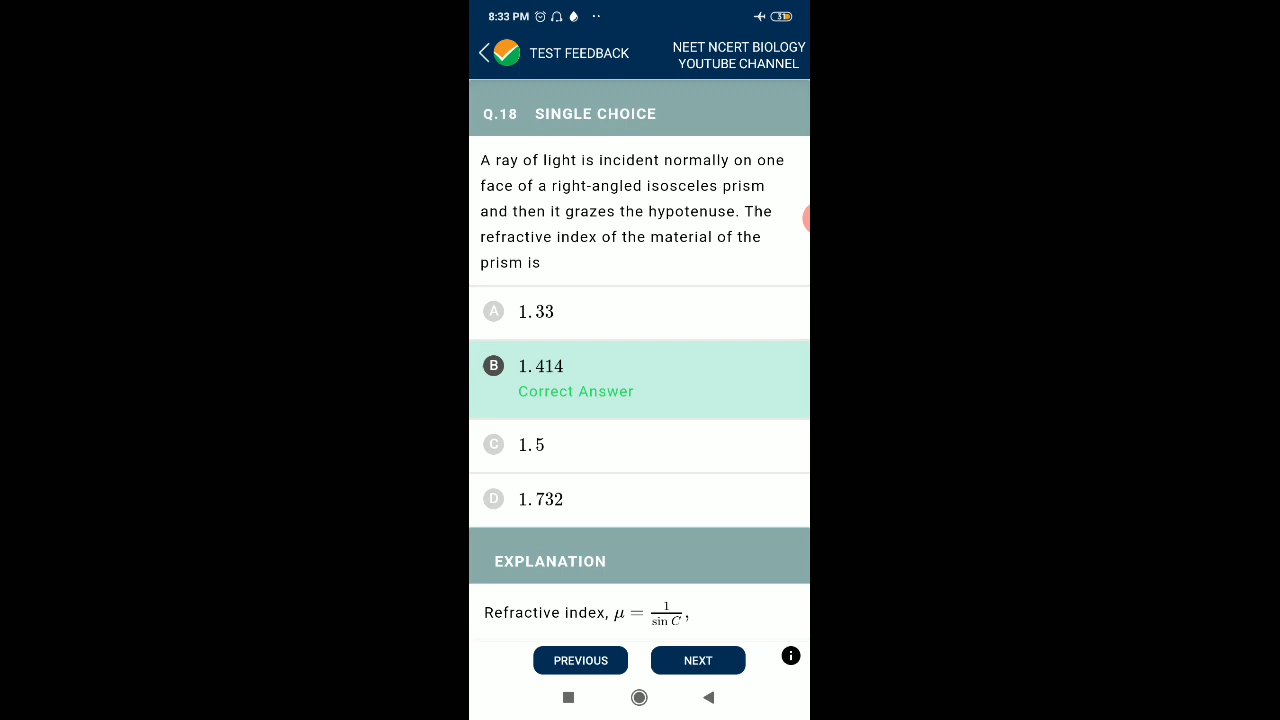 8:33 PM
31
TEST FEEDBACK
NEET NCERT BIOLOGY
YOUTUBE CHANNEL
Q.18 SINGLE CHOICE
A ray of light is incident normally on one
face of a right-angled isosceles prism
and then it grazes the hypotenuse. The
refractive index of the material of the
prism is
A 1.33
B 1.414
Correct Answer
C 1.5
D 1.732
EXPLANATION
Refractive index, μ = 1/sin C,
PREVIOUS NEXT